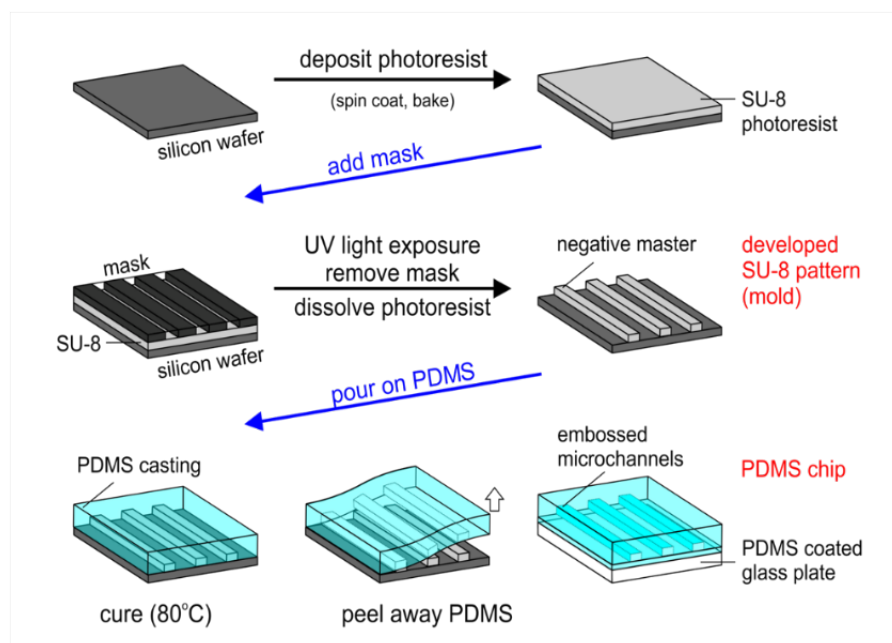 deposit photoresist
(spin coat, bake)
silicon wafer
SU-8
photoresist
add mask
mask
SU-8
silicon wafer
UV light exposure
remove mask
dissolve photoresist
negative master
developed
SU-8 pattern
(mold)
pour on PDMS
PDMS casting
cure (80°C)
peel away PDMS
embossed
microchannels
PDMS chip
PDMS coated
glass plate